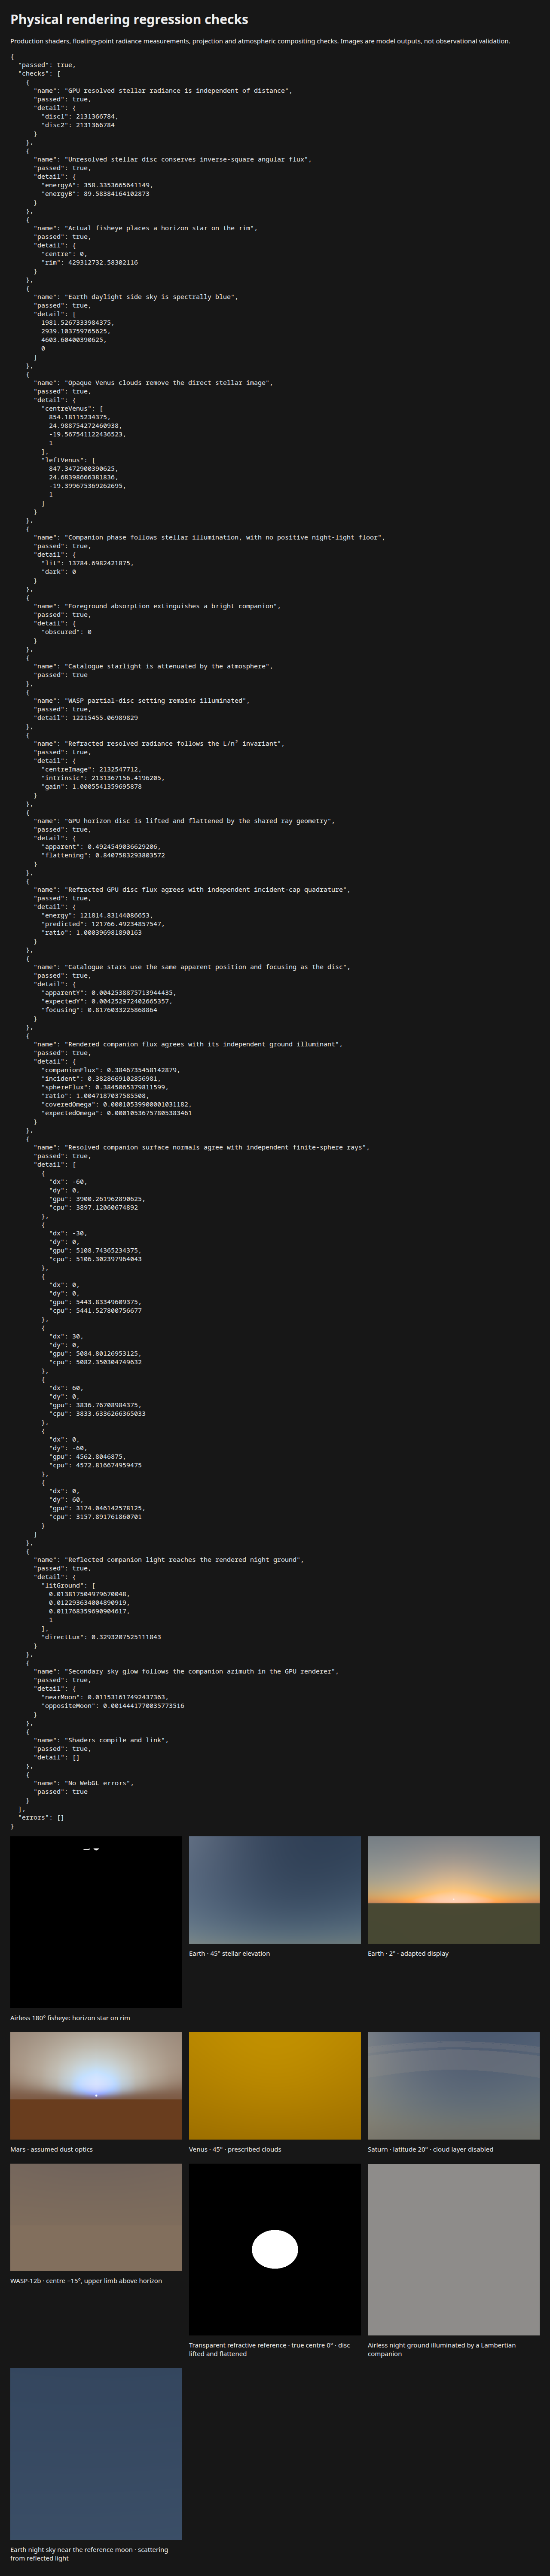 Physical rendering regression checks
Production shaders, floating-point radiance measurements, projection and atmospheric compositing checks. Images are model outputs, not observational validation.
{
"passed": true,
"checks": [
{
"name": "GPU resolved stellar radiance is independent of distance",
"passed": true,
"detail": {
"disc1": 2131366784,
"disc2": 2131366784
}
},
{
"name": "Unresolved stellar disc conserves inverse-square angular flux",
"passed": true,
"detail": {
"energyA": 358.3353665641149,
"energyB": 89.58384164102873
}
},
{
"name": "Actual fisheye places a horizon star on the rim",
"passed": true,
"detail": {
"centre": 0,
"rim": 429312732.58302116
}
},
{
"name": "Earth daylight side sky is spectrally blue",
"passed": true,
"detail": [
1981.5267333984375,
2939.103759765625,
4603.60400390625,
0
]
},
{
"name": "Opaque Venus clouds remove the direct stellar image",
"passed": true,
"detail": {
"centreVenus": [
854.18115234375,
24.988754272460938,
-19.567541122436523,
1
],
"leftVenus": [
847.3472900390625,
24.68398666381836,
-19.399675369262695,
1
]
}
},
{
"name": "Companion phase follows stellar illumination, with no positive night-light floor",
"passed": true,
"detail": {
"lit": 13784.6982421875,
"dark": 0
}
},
{
"name": "Foreground absorption extinguishes a bright companion",
"passed": true,
"detail": {
"obscured": 0
}
},
{
"name": "Catalogue starlight is attenuated by the atmosphere",
"passed": true
},
{
"name": "WASP partial-disc setting remains illuminated",
"passed": true,
"detail": 12215455.06989829
},
{
"name": "Refracted resolved radiance follows the L/n² invariant",
"passed": true,
"detail": {
"centreImage": 2132547712,
"intrinsic": 2131367156.4196205,
"gain": 1.0005541359695878
}
},
{
"name": "GPU horizon disc is lifted and flattened by the shared ray geometry",
"passed": true,
"detail": {
"apparent": 0.4924549036629206,
"flattening": 0.8407583293803572
}
},
{
"name": "Refracted GPU disc flux agrees with independent incident-cap quadrature",
"passed": true,
"detail": {
"energy": 121814.83144086653,
"predicted": 121766.49234857547,
"ratio": 1.000396981890163
}
},
{
"name": "Catalogue stars use the same apparent position and focusing as the disc",
"passed": true,
"detail": {
"apparentY": 0.0042538875713944435,
"expectedY": 0.004252972402665357,
"focusing": 0.8176033225868864
}
},
{
"name": "Rendered companion flux agrees with its independent ground illuminant",
"passed": true,
"detail": {
"companionFlux": 0.3846735458142879,
"incident": 0.3828669102856981,
"sphereFlux": 0.3845065379811599,
"ratio": 1.0047187037585508,
"coveredOmega": 0.00010539900001031182,
"expectedOmega": 0.00010536757805383461
}
},
{
"name": "Resolved companion surface normals agree with independent finite-sphere rays",
"passed": true,
"detail": [
{
"dx": -60,
"dy": 0,
"gpu": 3900.261962890625,
"cpu": 3897.12060674892
},
{
"dx": -30,
"dy": 0,
"gpu": 5108.74365234375,
"cpu": 5106.302397964043
},
{
"dx": 0,
"dy": 0,
"gpu": 5443.83349609375,
"cpu": 5441.527800756677
},
{
"dx": 30,
"dy": 0,
"gpu": 5084.80126953125,
"cpu": 5082.350304749632
},
{
"dx": 60,
"dy": 0,
"gpu": 3836.76708984375,
"cpu": 3833.6336266365033
},
{
"dx": 0,
"dy": -60,
"gpu": 4562.8046875,
"cpu": 4572.816674959475
},
{
"dx": 0,
"dy": 60,
"gpu": 3174.046142578125,
"cpu": 3157.891761860701
}
]
},
{
"name": "Reflected companion light reaches the rendered night ground",
"passed": true,
"detail": {
"litGround": [
0.013817504979670048,
0.012293634004890919,
0.011768359690904617,
1
],
"directLux": 0.3293207525111843
}
},
{
"name": "Secondary sky glow follows the companion azimuth in the GPU renderer",
"passed": true,
"detail": {
"nearMoon": 0.011531617492437363,
"oppositeMoon": 0.0014441770035773516
}
},
{
"name": "Shaders compile and link",
"passed": true,
"detail": []
},
{
"name": "No WebGL errors",
"passed": true
}
],
"errors": []
}
Airless 180° fisheye: horizon star on rim
Earth · 45° stellar elevation
Earth · 2° · adapted display
Mars · assumed dust optics
Venus · 45° · prescribed clouds
Saturn · latitude 20° · cloud layer disabled
WASP-12b · centre −15°, upper limb above horizon
Transparent refractive reference · true centre 0° · disc
lifted and flattened
Airless night ground illuminated by a Lambertian
companion
Earth night sky near the reference moon · scattering
from reflected light